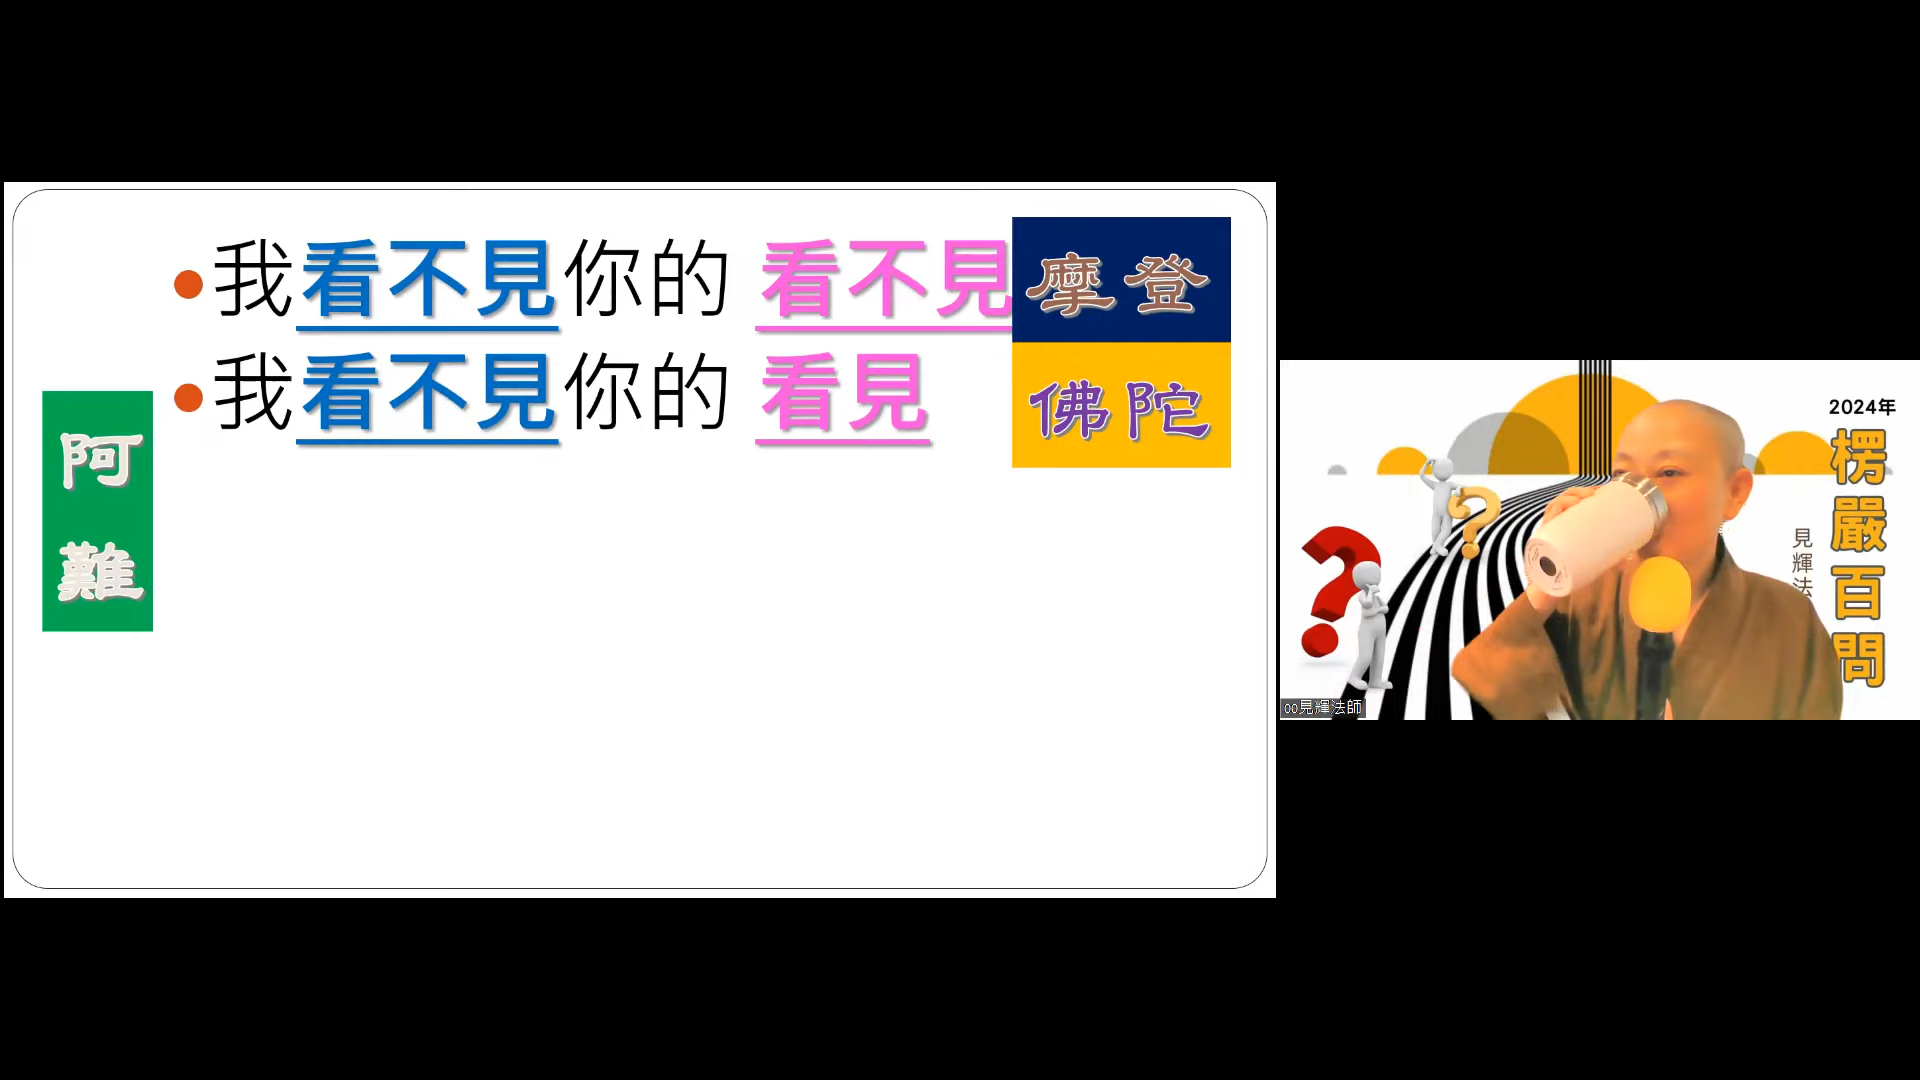 我看不見你的 看不見
摩登
我看不見你的 看見
佛陀
阿難
2024年
楞嚴百問
見輝法
oo見輝法師